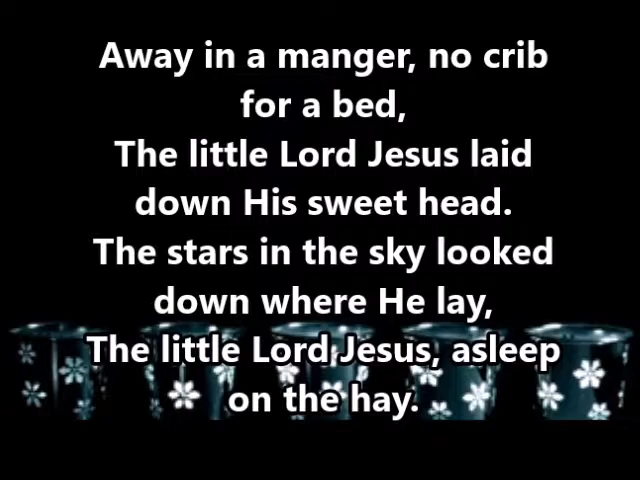 Away in a manger, no crib
for a bed,
The little Lord Jesus laid
down His sweet head.
The stars in the sky looked
down where He lay,
The little Lord Jesus, asleep
on the hay.